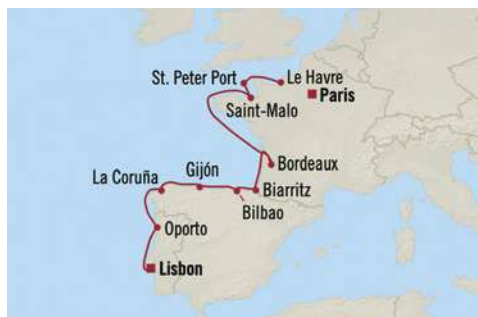 St. Peter Port
Le Havre
Paris
Saint-Malo
Bordeaux
La Coruña
Gijón
Biarritz
Bilbao
Oporto
Lisbon